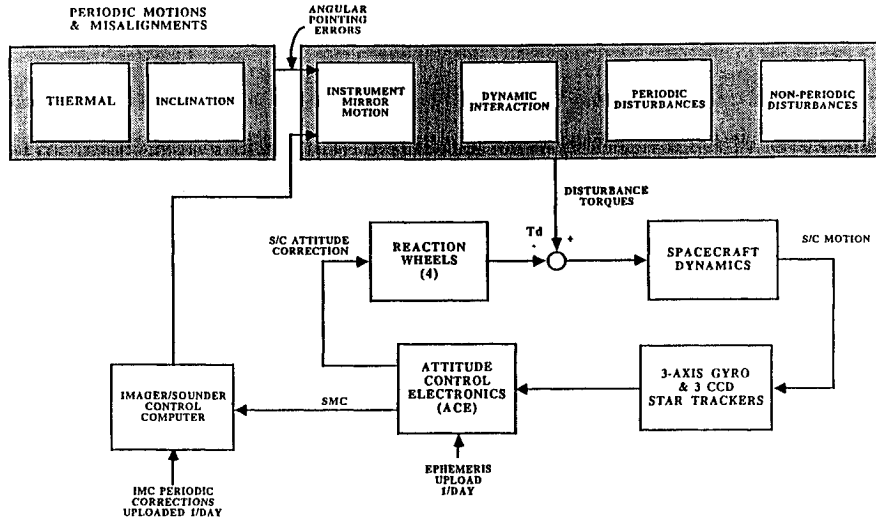 PERIODIC MOTIONS
& MISALIGNMENTS
ANGULAR
POINTING
ERRORS
THERMAL
INCLINATION
INSTRUMENT
MIRROR
MOTION
DYNAMIC
INTERACTION
PERIODIC
DISTURBANCES
NON-PERIODIC
DISTURBANCES
DISTURBANCE
TORQUES
S/C ATTITUDE
CORRECTION
REACTION
WHEELS
(4)
Td
-
+
SPACECRAFT
DYNAMICS
S/C MOTION
IMAGER/SOUNDER
CONTROL
COMPUTER
SMC
ATTITUDE
CONTROL
ELECTRONICS
(ACE)
3-AXIS GYRO
& 3 CCD
STAR TRACKERS
IMC PERIODIC
CORRECTIONS
UPLOADED 1/DAY
EPHEMERIS
UPLOAD
1/DAY